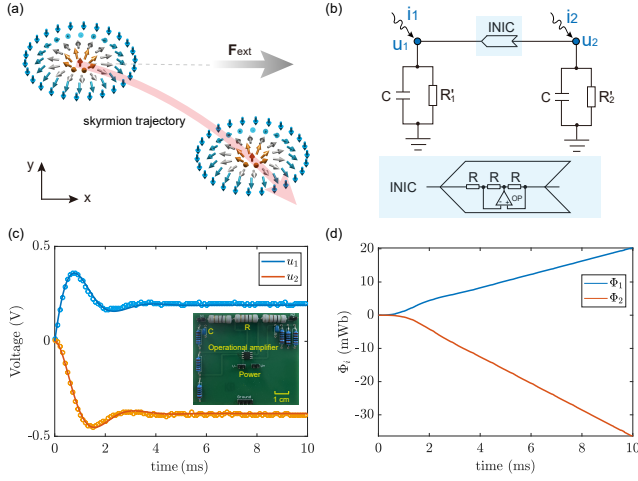 (a)
F_ext
skyrmion trajectory
y
x
(b)
i₁
i₂
INIC
u₁
u₂
C
R'₁
C
R'₂
INIC
R
R
R
OP
(c)
0.5
0
-0.5
Voltage (V)
u₁
u₂
C
R
Operational amplifier
Power
Ground
1 cm
0 2 4 6 8 10
time (ms)
(d)
20
10
0
-10
-20
-30
Φᵢ (mWb)
Φ₁
Φ₂
0 2 4 6 8 10
time (ms)